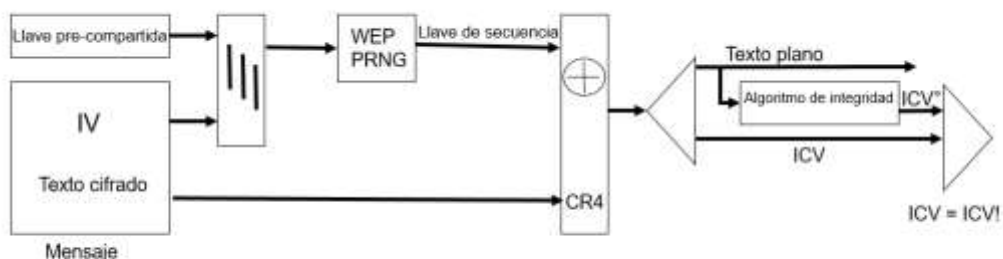 Llave pre-compartida
WEP
PRNG
Llave de secuencia
Texto plano
Algoritmo de integridad
ICV°
IV
Texto cifrado
ICV
CR4
ICV = ICV!
Mensaje